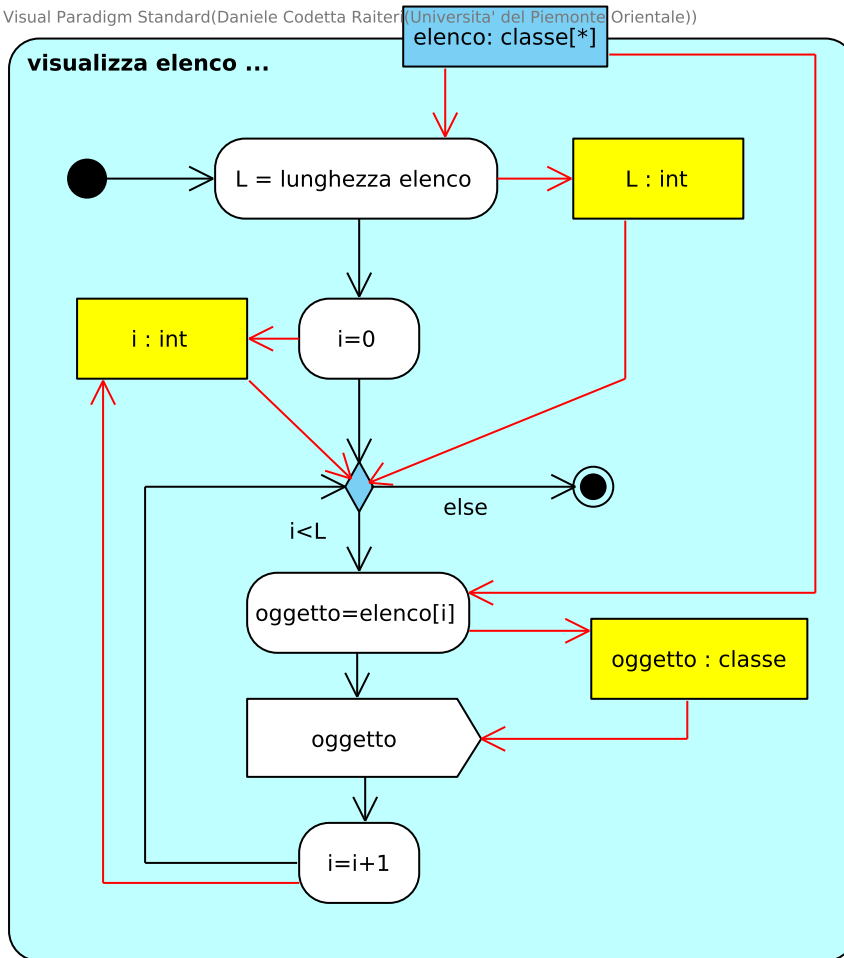 Visual Paradigm Standard(Daniele Codetta Raiteri(Universita' del Piemonte Orientale))
elenco: classe[*]
visualizza elenco ...
L = lunghezza elenco
L : int
i : int
i=0
else
i<L
oggetto=elenco[i]
oggetto : classe
oggetto
i=i+1